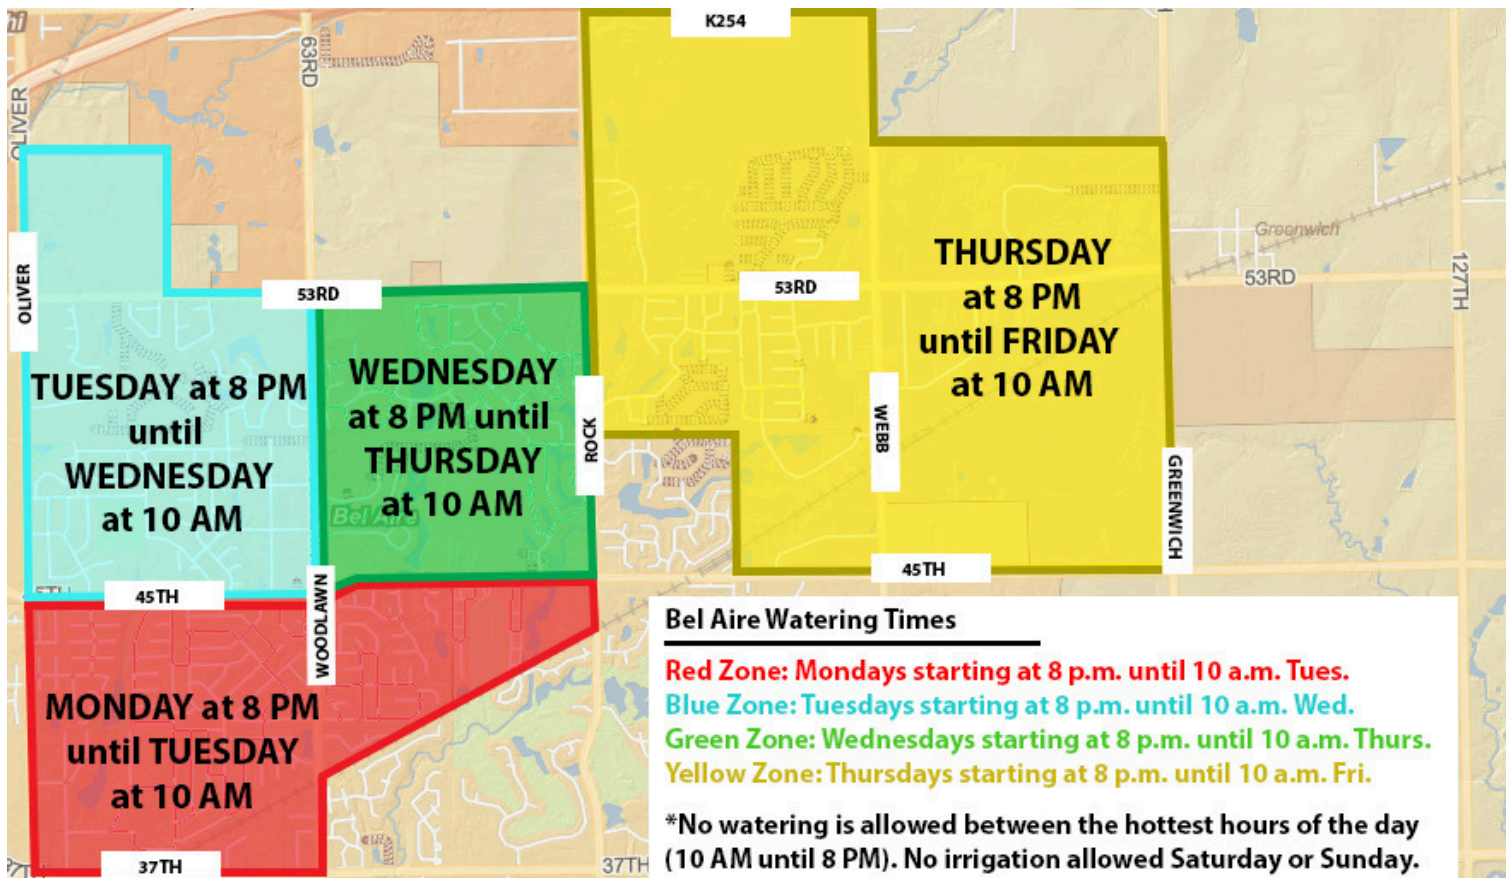 hi
K254
63RD
OLIVER
OLIVER
53RD
53RD
THURSDAY
at 8 PM
until FRIDAY
at 10 AM
Greenwich
53RD
127TH
TUESDAY at 8 PM
until
WEDNESDAY
at 10 AM
WEDNESDAY
at 8 PM until
THURSDAY
at 10 AM
Bel Aire
ROCK
WEBB
GREENWICH
45TH
45TH
WOODLAWN
MONDAY at 8 PM
until TUESDAY
at 10 AM
37TH
37TH
Bel Aire Watering Times
Red Zone: Mondays starting at 8 p.m. until 10 a.m. Tues.
Blue Zone: Tuesdays starting at 8 p.m. until 10 a.m. Wed.
Green Zone: Wednesdays starting at 8 p.m. until 10 a.m. Thurs.
Yellow Zone: Thursdays starting at 8 p.m. until 10 a.m. Fri.
*No watering is allowed between the hottest hours of the day
(10 AM until 8 PM). No irrigation allowed Saturday or Sunday.